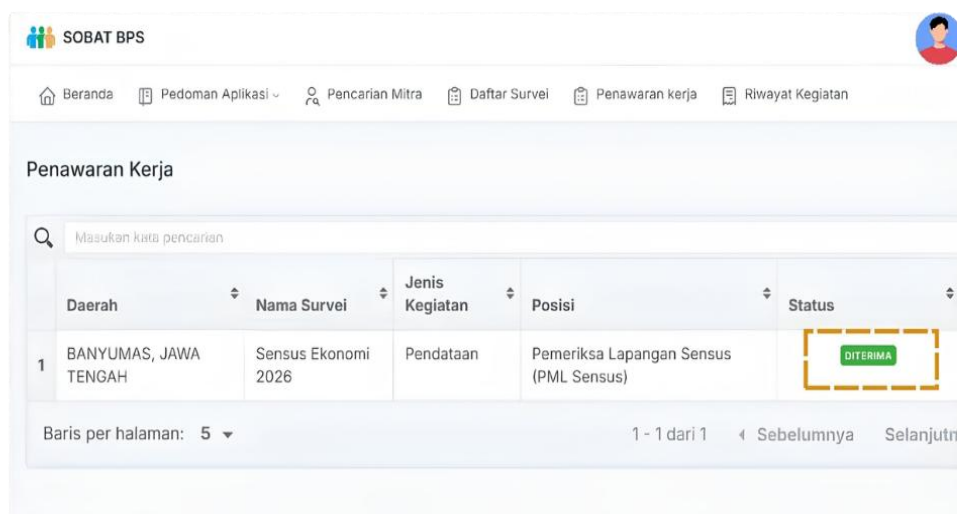 SOBAT BPS
Beranda Pedoman Aplikasi Pencarian Mitra Daftar Survei Penawaran kerja Riwayat Kegiatan
Penawaran Kerja
Masukan kata pencarian
Daerah Nama Survei Jenis Kegiatan Posisi Status
1 BANYUMAS, JAWA TENGAH Sensus Ekonomi 2026 Pendataan Pemeriksa Lapangan Sensus (PML Sensus) DITERIMA
Baris per halaman: 5 1 - 1 dari 1 Sebelumnya Selanjutn